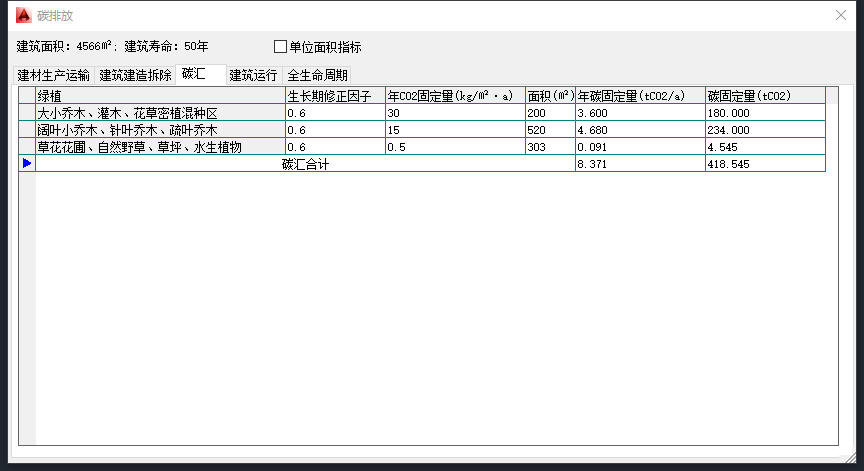 碳排放
建筑面积: 4566㎡; 建筑寿命: 50年 单位面积指标
建材生产运输 建筑建造拆除 碳汇 建筑运行 全生命周期
绿植 生长期修正因子 年CO2固定量(kg/㎡·a) 面积(㎡) 年碳固定量(tCO2/a) 碳固定量(tCO2)
大小乔木、灌木、花草密植混种区 0.6 30 200 3.600 180.000
阔叶小乔木、针叶乔木、疏叶乔木 0.6 15 520 4.680 234.000
草花花圃、自然野草、草坪、水生植物 0.6 0.5 303 0.091 4.545
碳汇合计 8.371 418.545